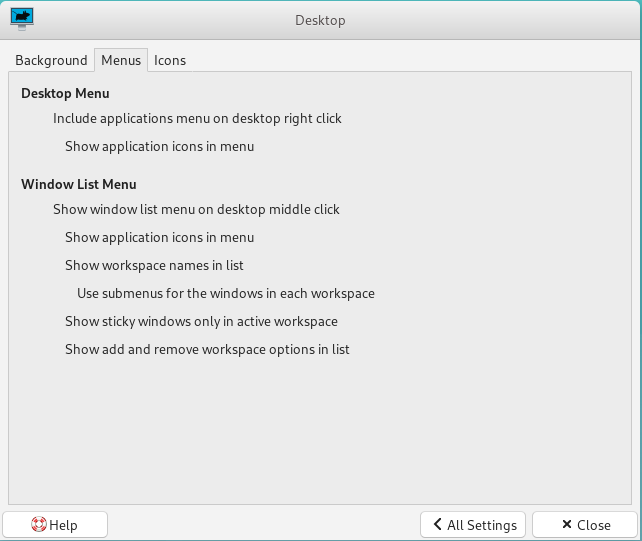 Desktop
Background Menus Icons
Desktop Menu
Include applications menu on desktop right click
Show application icons in menu
Window List Menu
Show window list menu on desktop middle click
Show application icons in menu
Show workspace names in list
Use submenus for the windows in each workspace
Show sticky windows only in active workspace
Show add and remove workspace options in list
Help All Settings Close